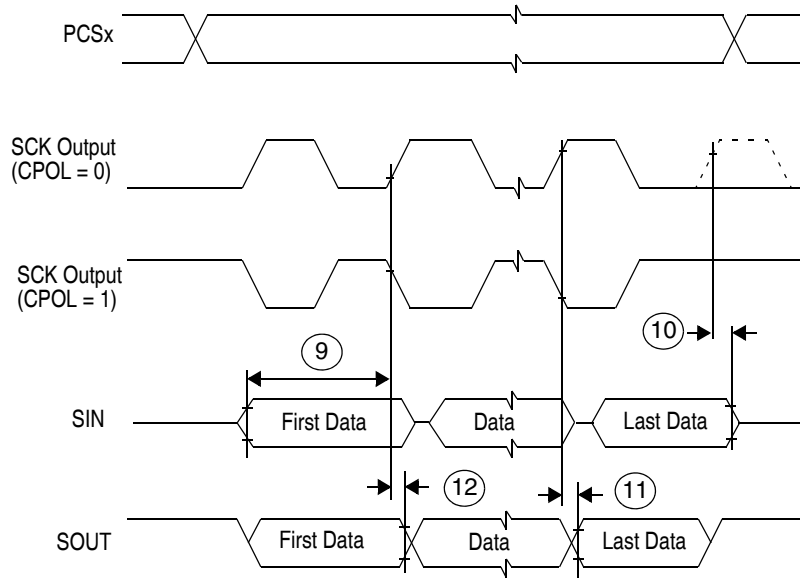 PCSx
SCK Output
(CPOL = 0)
SCK Output
(CPOL = 1)
10
9
SIN
First Data
Data
Last Data
12
11
SOUT
First Data
Data
Last Data